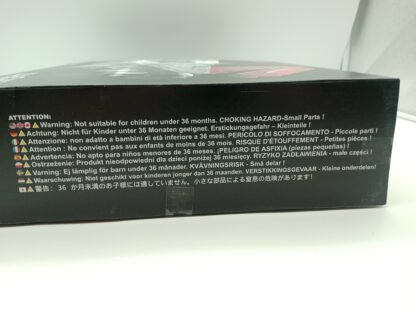 ATTENTION:
Warning: Not suitable for children under 36 months. CHOKING HAZARD-Small Parts !
Achtung: Nicht für Kinder unter 36 Monaten geeignet. Erstickungsgefahr – Kleinteile !
Attenzione: non adatto a bambini di età inferiore a 36 mesi. PERICOLO DI SOFFOCAMENTO - Piccole parti !
Attention : Ne convient pas aux enfants de moins de 36 mois. RISQUE D'ÉTOUFFEMENT - Petites pièces !
Advertencia: No apto para niños menores de 36 meses. ¡PELIGRO DE ASFIXIA (piezas pequeñas) !
Ostrzeżenie: Produkt nieodpowiedni dla dzieci poniżej 36 miesięcy. RYZYKO ZADŁAWIENIA - małe części !
Varning: Ej lämplig för barn under 36 månader. KVÄVNINGSRISK - Små delar !
Waarschuwing: Niet geschikt voor kinderen jonger dan 36 maanden. VERSTIKKINGSGEVAAR - Kleine onderdelen!
警告: 36 か月未満のお子様には適していません。小さな部品による窒息の危険があります!